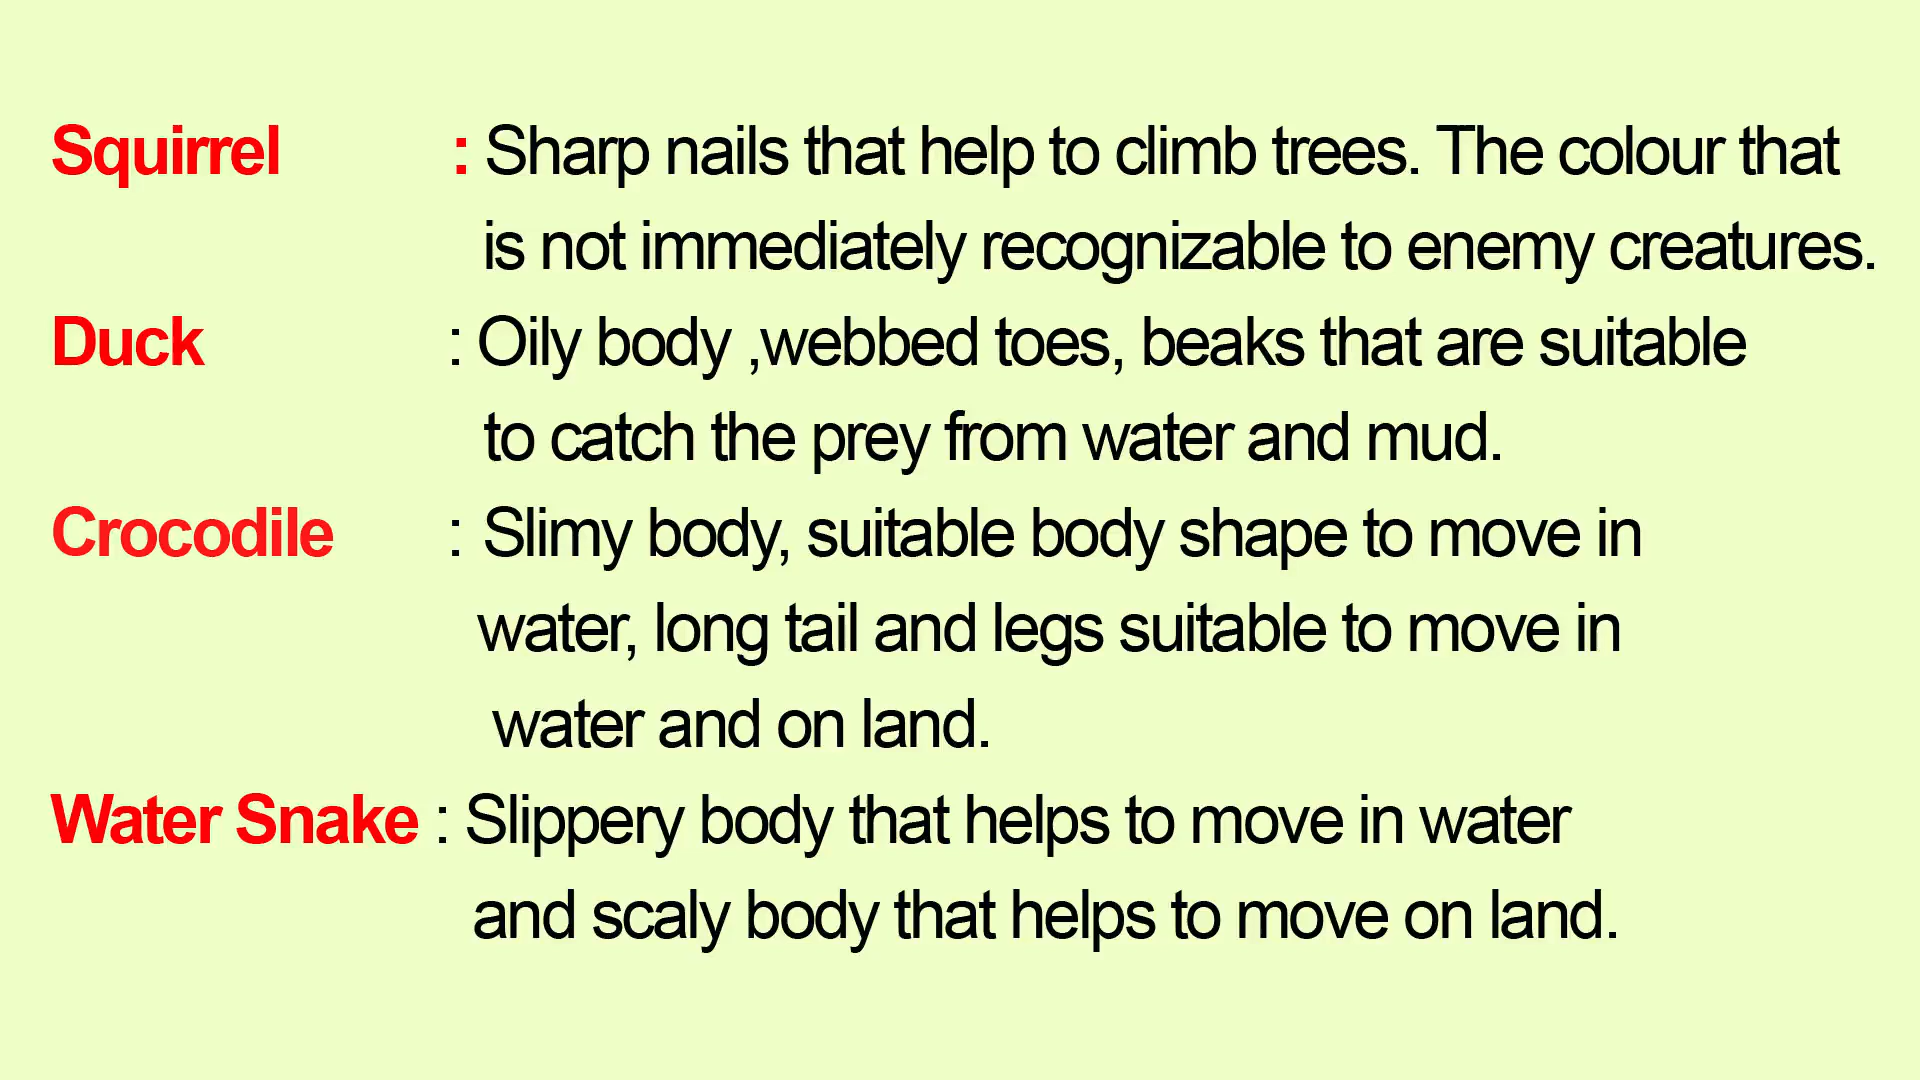 Squirrel : Sharp nails that help to climb trees. The colour that
is not immediately recognizable to enemy creatures.
Duck : Oily body ,webbed toes, beaks that are suitable
to catch the prey from water and mud.
Crocodile : Slimy body, suitable body shape to move in
water, long tail and legs suitable to move in
water and on land.
Water Snake : Slippery body that helps to move in water
and scaly body that helps to move on land.